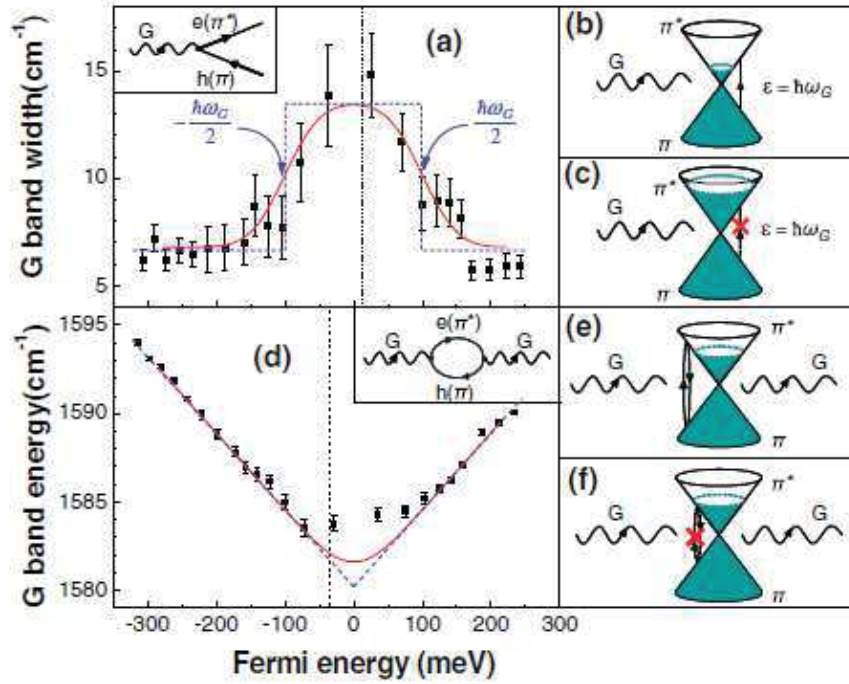 G band width(cm⁻¹)
15
10
5
G
e(π*)
h(π)
(a)
-ħω_G/2
ħω_G/2
G band energy(cm⁻¹)
1595
1590
1585
1580
(d)
G
e(π*)
G
h(π)
-300 -200 -100 0 100 200 300
Fermi energy (meV)
(b)
π*
G
ε = ħω_G
π
(c)
π*
G
ε = ħω_G
π
(e)
π*
G
G
π
(f)
π*
G
G
π